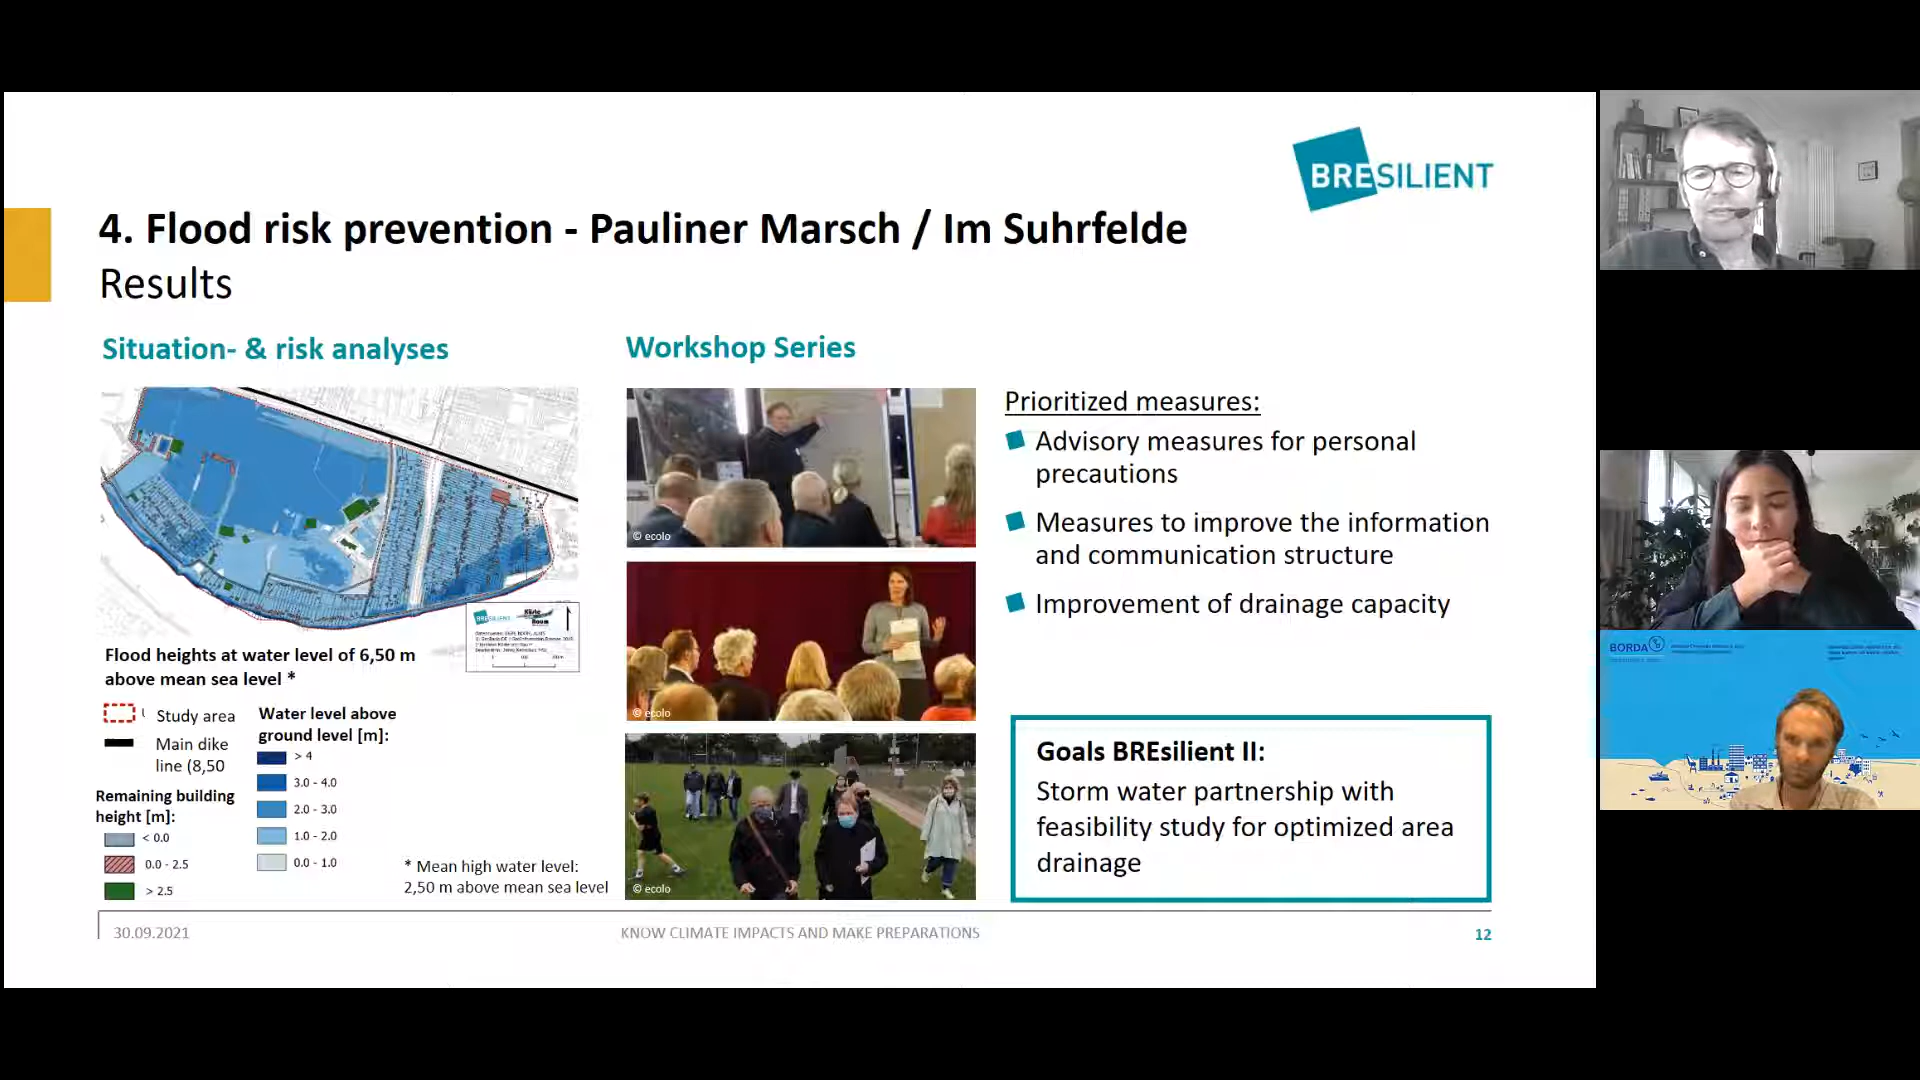 BRESILIENT
4. Flood risk prevention - Pauliner Marsch / Im Suhrfelde
Results
Situation- & risk analyses
BRESILIENT
Flood heights at water level of 6,50 m
above mean sea level *
Study area
Main dike
line (8,50
Remaining building
height [m]:
< 0.0
0.0 - 2.5
> 2.5
Water level above
ground level [m]:
> 4
3.0 - 4.0
2.0 - 3.0
1.0 - 2.0
0.0 - 1.0
* Mean high water level:
2,50 m above mean sea level
Workshop Series
© ecolo
© ecolo
© ecolo
Prioritized measures:
Advisory measures for personal
precautions
Measures to improve the information
and communication structure
Improvement of drainage capacity
Goals BREsilient II:
Storm water partnership with
feasibility study for optimized area
drainage
30.09.2021
KNOW CLIMATE IMPACTS AND MAKE PREPARATIONS
12
BORDA